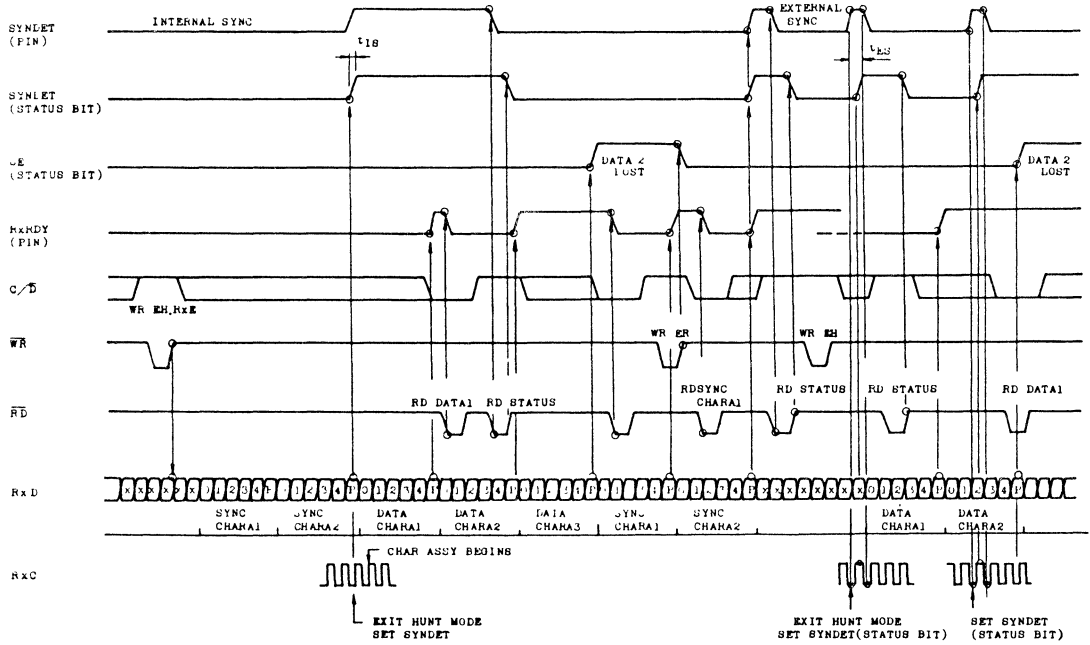 SYNDET
(PIN)
INTERNAL SYNC
EXTERNAL
SYNC
tIS
tES
SYNDET
(STATUS BIT)
OE
(STATUS BIT)
DATA 2
LOST
DATA 2
LOST
RxRDY
(PIN)
C/D
WR EH,RxE
WR ER
WR EH
WR
RD
RD DATA1
RD STATUS
RDSYNC
CHARA1
RD STATUS
RD STATUS
RD DATA1
RxD
SYNC
CHARA1
SYNC
CHARA2
DATA
CHARA1
DATA
CHARA2
DATA
CHARA3
SYNC
CHARA1
SYNC
CHARA2
DATA
CHARA1
DATA
CHARA2
CHAR ASSY BEGINS
RxC
EXIT HUNT MODE
SET SYNDET
EXIT HUNT MODE
SET SYNDET(STATUS BIT)
SET SYNDET
(STATUS BIT)